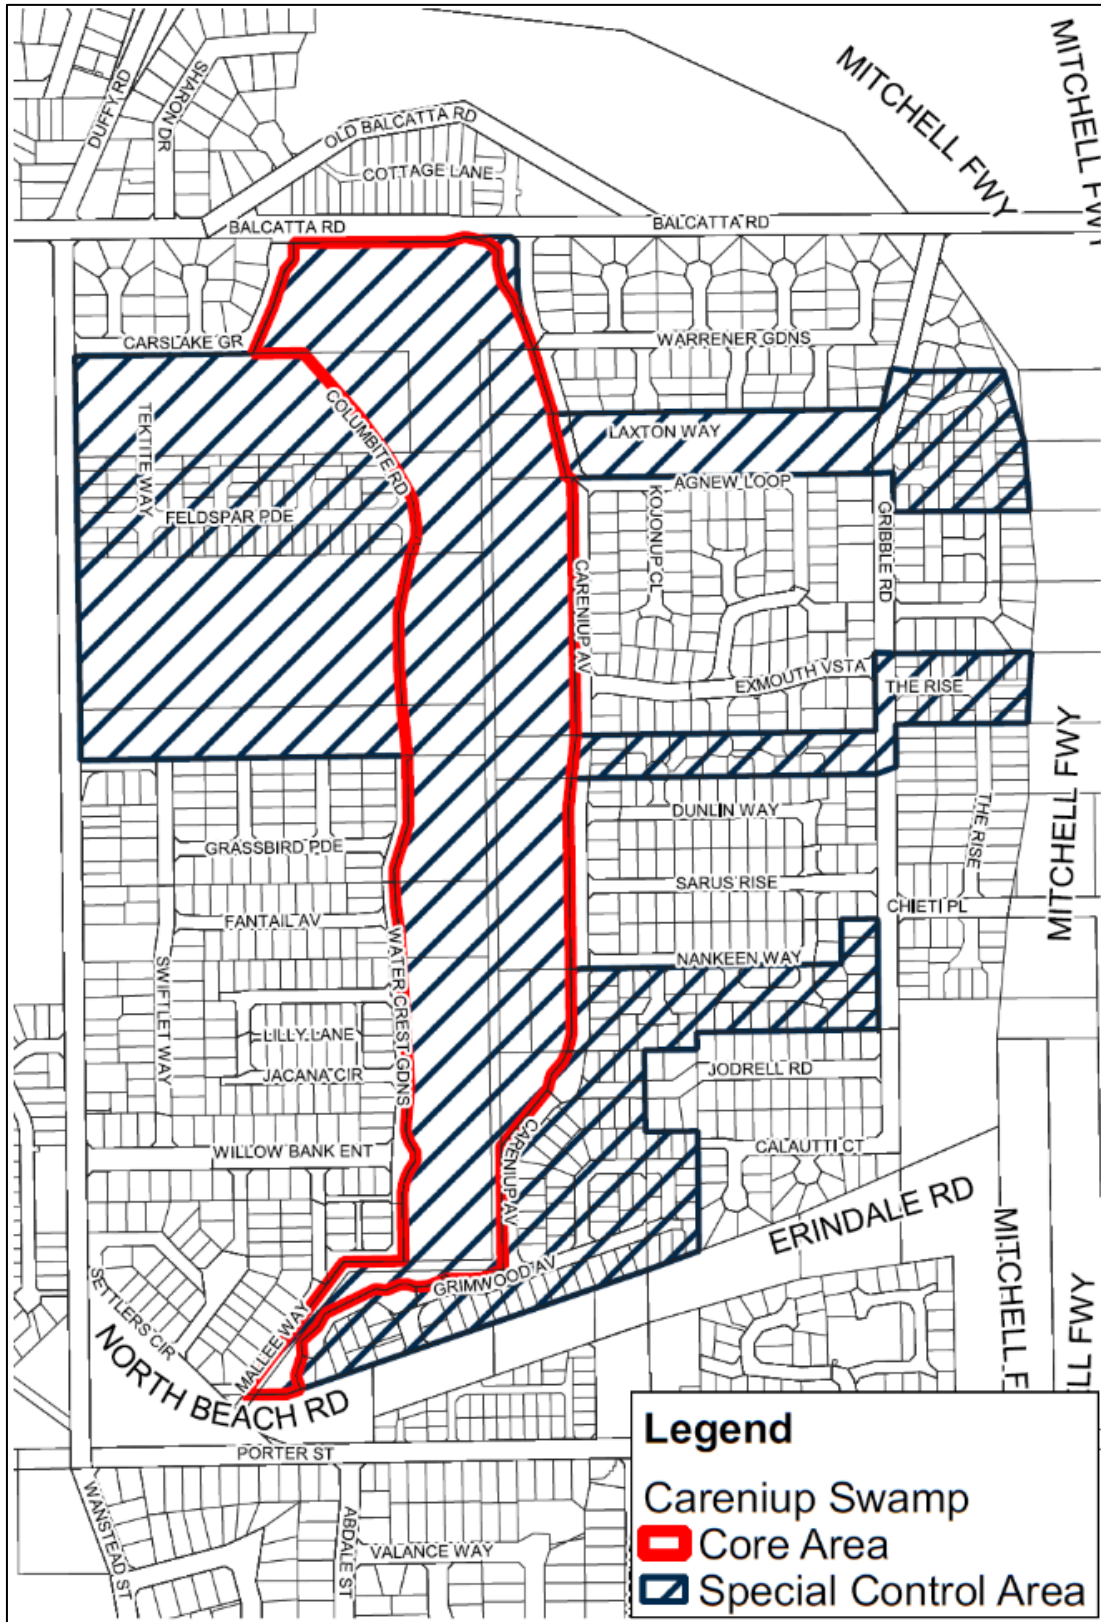 DUFFY RD
SHARON DR
OLD BALCATTA RD
COTTAGE LANE
MITCHELL FWY
MITCHELL FWY
BALCATTA RD
BALCATTA RD
CARSLAKE GR
WARRENER GDNS
TEKTITE WAY
COLUMBITE RD
LAXTON WAY
FELDSPAR PDE
AGNEW LOOP
KOJONUP CL
GRIBBLE RD
CARENIUP AV
EXMOUTH VSTA
THE RISE
MITCHELL FWY
DUNLIN WAY
THE RISE
GRASSBIRD PDE
SARUS RISE
CHIETI PL
FANTAIL AV
WATER CREST GDNS
NANKEEN WAY
SWIFTLET WAY
LILLY LANE
JACANA CIR
JODRELL RD
WILLOW BANK ENT
CARENIUP AV
CALAUTTI CT
ERINDALE RD
SETTLERS CIR
GRIMWOOD AV
MALLEE WAY
NORTH BEACH RD
MITCHELL F
ELL FWY
PORTER ST
WANSTEAD ST
ABDALE ST
VALANCE WAY
Legend
Careniup Swamp
Core Area
Special Control Area